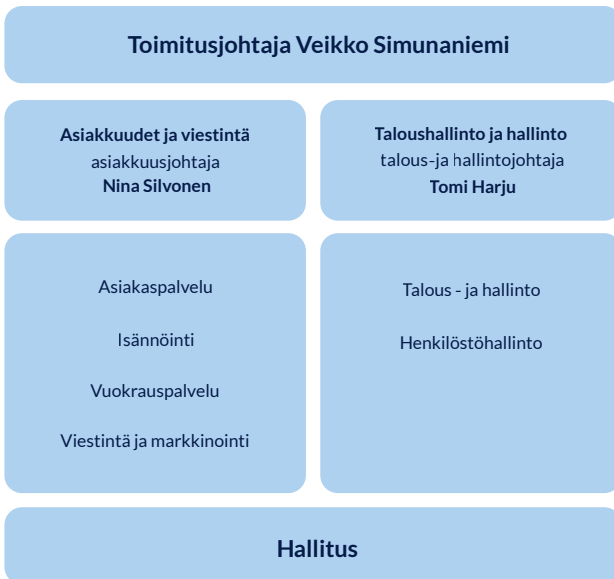 Toimitusjohtaja Veikko Simunaniemi
Asiakkuudet ja viestintä
asiakkuusjohtaja
Nina Silvonen
Taloushallinto ja hallinto
talous-ja hallintojohtaja
Tomi Harju
Asiakaspalvelu
Isännöinti
Vuokrauspalvelu
Viestintä ja markkinointi
Talous - ja hallinto
Henkilöstöhallinto
Hallitus